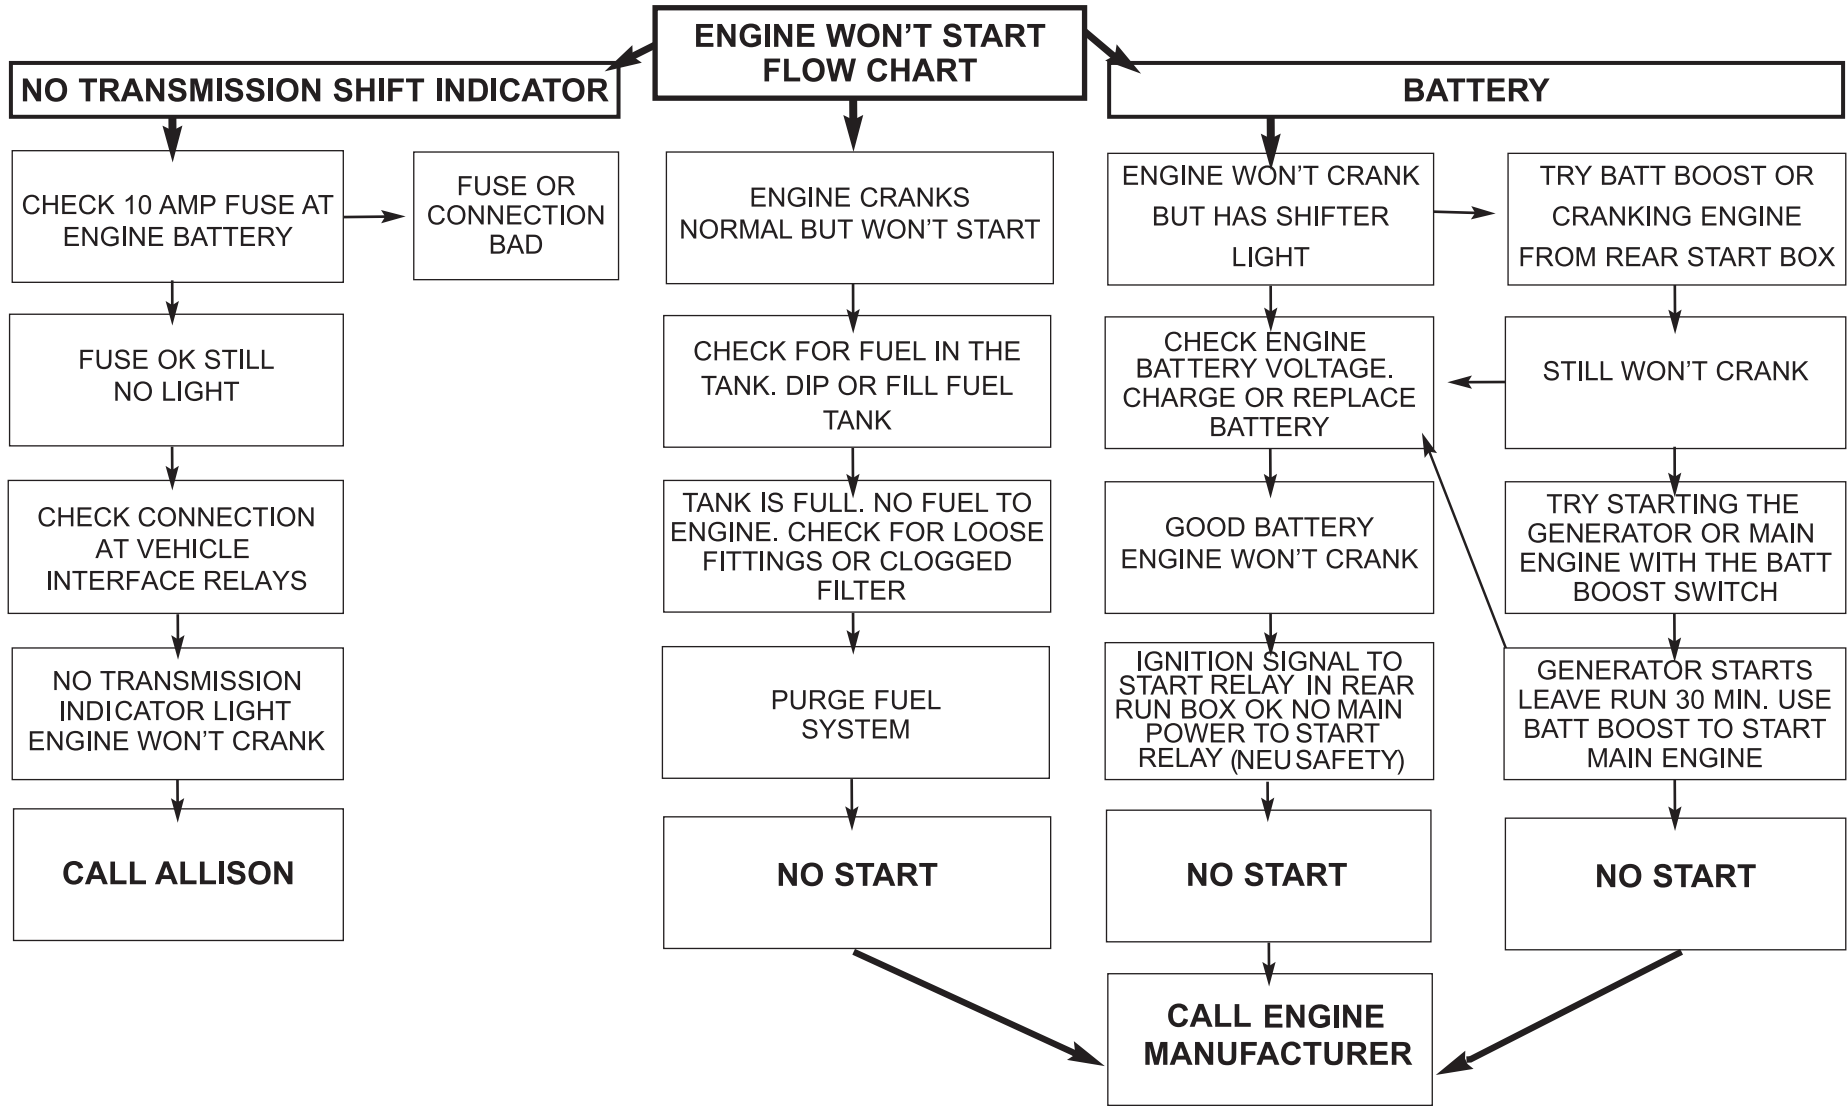 ENGINE WON'T START
FLOW CHART
NO TRANSMISSION SHIFT INDICATOR
CHECK 10 AMP FUSE AT
ENGINE BATTERY
FUSE OR
CONNECTION
BAD
FUSE OK STILL
NO LIGHT
CHECK CONNECTION
AT VEHICLE
INTERFACE RELAYS
NO TRANSMISSION
INDICATOR LIGHT
ENGINE WON'T CRANK
CALL ALLISON
ENGINE CRANKS
NORMAL BUT WON'T START
CHECK FOR FUEL IN THE
TANK. DIP OR FILL FUEL
TANK
TANK IS FULL. NO FUEL TO
ENGINE. CHECK FOR LOOSE
FITTINGS OR CLOGGED
FILTER
PURGE FUEL
SYSTEM
NO START
BATTERY
ENGINE WON'T CRANK
BUT HAS SHIFTER
LIGHT
CHECK ENGINE
BATTERY VOLTAGE.
CHARGE OR REPLACE
BATTERY
GOOD BATTERY
ENGINE WON'T CRANK
IGNITION SIGNAL TO
START RELAY IN REAR
RUN BOX OK NO MAIN
POWER TO START
RELAY (NEU SAFETY)
NO START
TRY BATT BOOST OR
CRANKING ENGINE
FROM REAR START BOX
STILL WON'T CRANK
TRY STARTING THE
GENERATOR OR MAIN
ENGINE WITH THE BATT
BOOST SWITCH
GENERATOR STARTS
LEAVE RUN 30 MIN. USE
BATT BOOST TO START
MAIN ENGINE
NO START
CALL ENGINE
MANUFACTURER